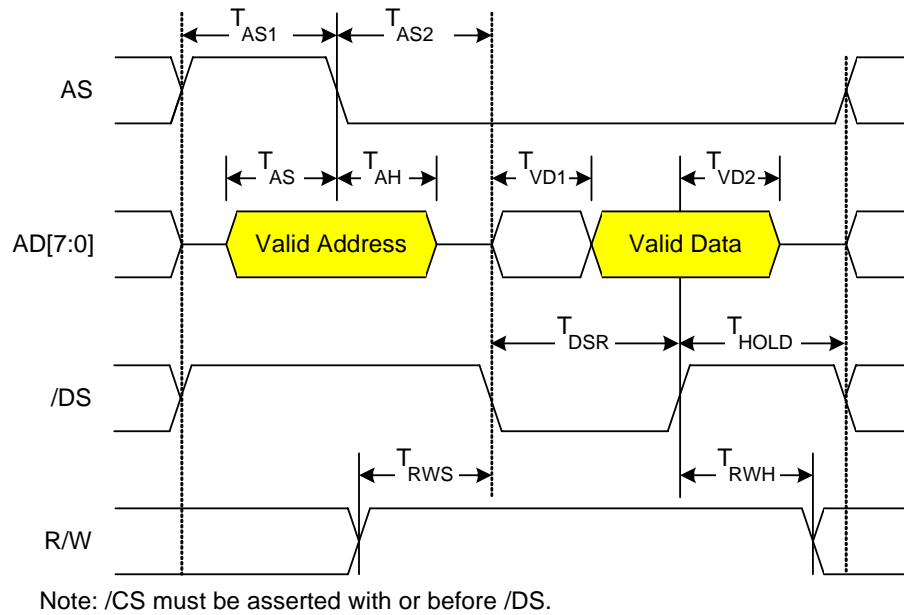 TAS1 TAS2
AS
TAS TAH TVD1 TVD2
AD[7:0] Valid Address Valid Data
TDSR THOLD
/DS
TRWS TRWH
R/W
Note: /CS must be asserted with or before /DS.